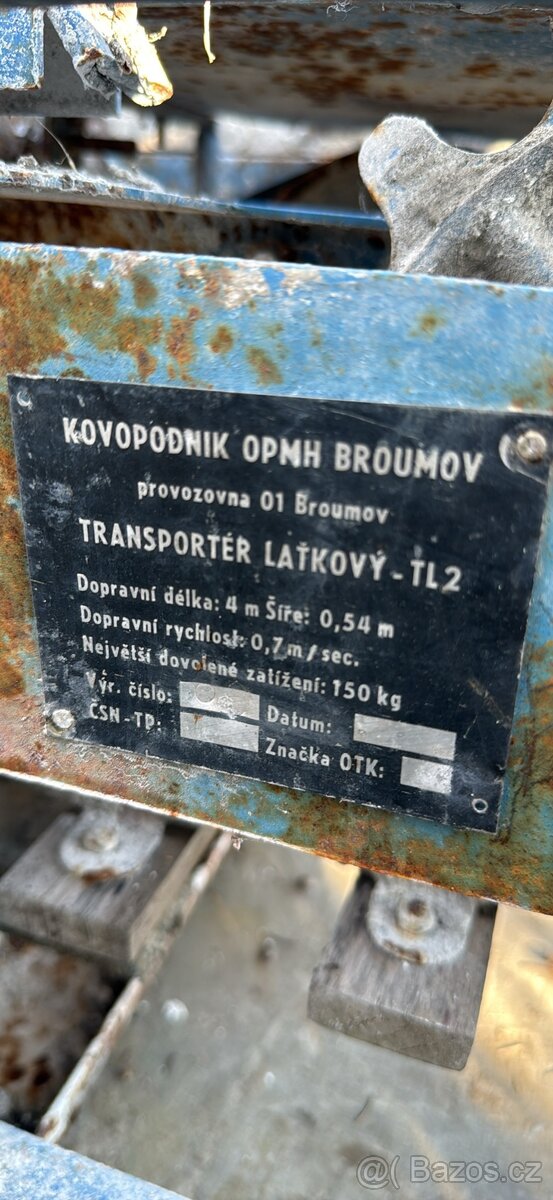 KOVOPODNIK OPMH BROUMOV
provozovna 01 Broumov
TRANSPORTÉR LAŤKOVÝ - TL2
Dopravní délka: 4 m Šíře: 0,54 m
Dopravní rychlost: 0,7 m / sec.
Největší dovolené zatížení: 150 kg
Výr. číslo: Datum:
ČSN - TP: Značka OTK:
@( Bazos.cz